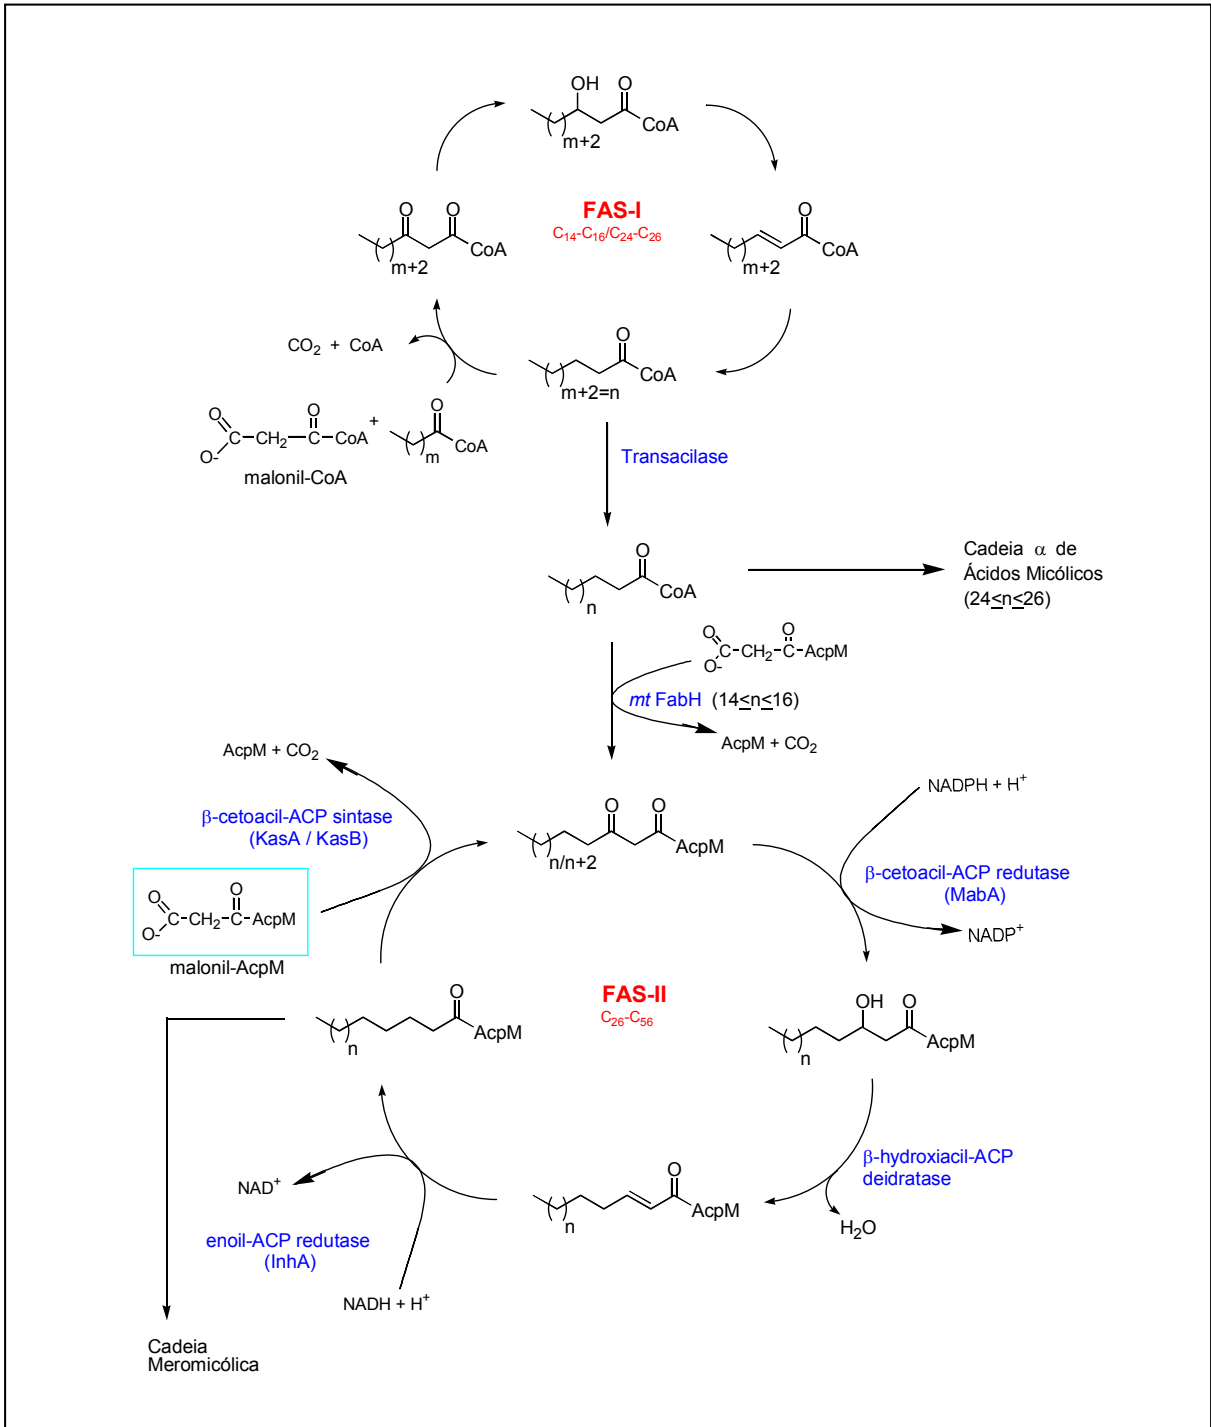 OH
O
CoA
( )
m+2
FAS-I
C14-C16/C24-C26
O
O
CoA
( )
m+2
O
CoA
( )
m+2
CO2 + CoA
O
CoA
( )
m+2=n
O
O-
C-CH2-C-CoA
O
+
O
CoA
( )
m
malonil-CoA
Transacilase
O
CoA
( )
n
Cadeia α de
Ácidos Micólicos
(24≤n≤26)
O
O-
C-CH2-C-AcpM
O
mt FabH (14≤n≤16)
AcpM + CO2
AcpM + CO2
NADPH + H+
β-cetoacil-ACP sintase
(KasA / KasB)
O
O
AcpM
( )
n/n+2
β-cetoacil-ACP redutase
(MabA)
O
O-
C-CH2-C-AcpM
O
malonil-AcpM
NADP+
FAS-II
C26-C56
O
AcpM
( )
n
OH
O
AcpM
( )
n
β-hydroxiacil-ACP
deidratase
H2O
O
AcpM
( )
n
NAD+
enoil-ACP redutase
(InhA)
NADH + H+
Cadeia
Meromicólica